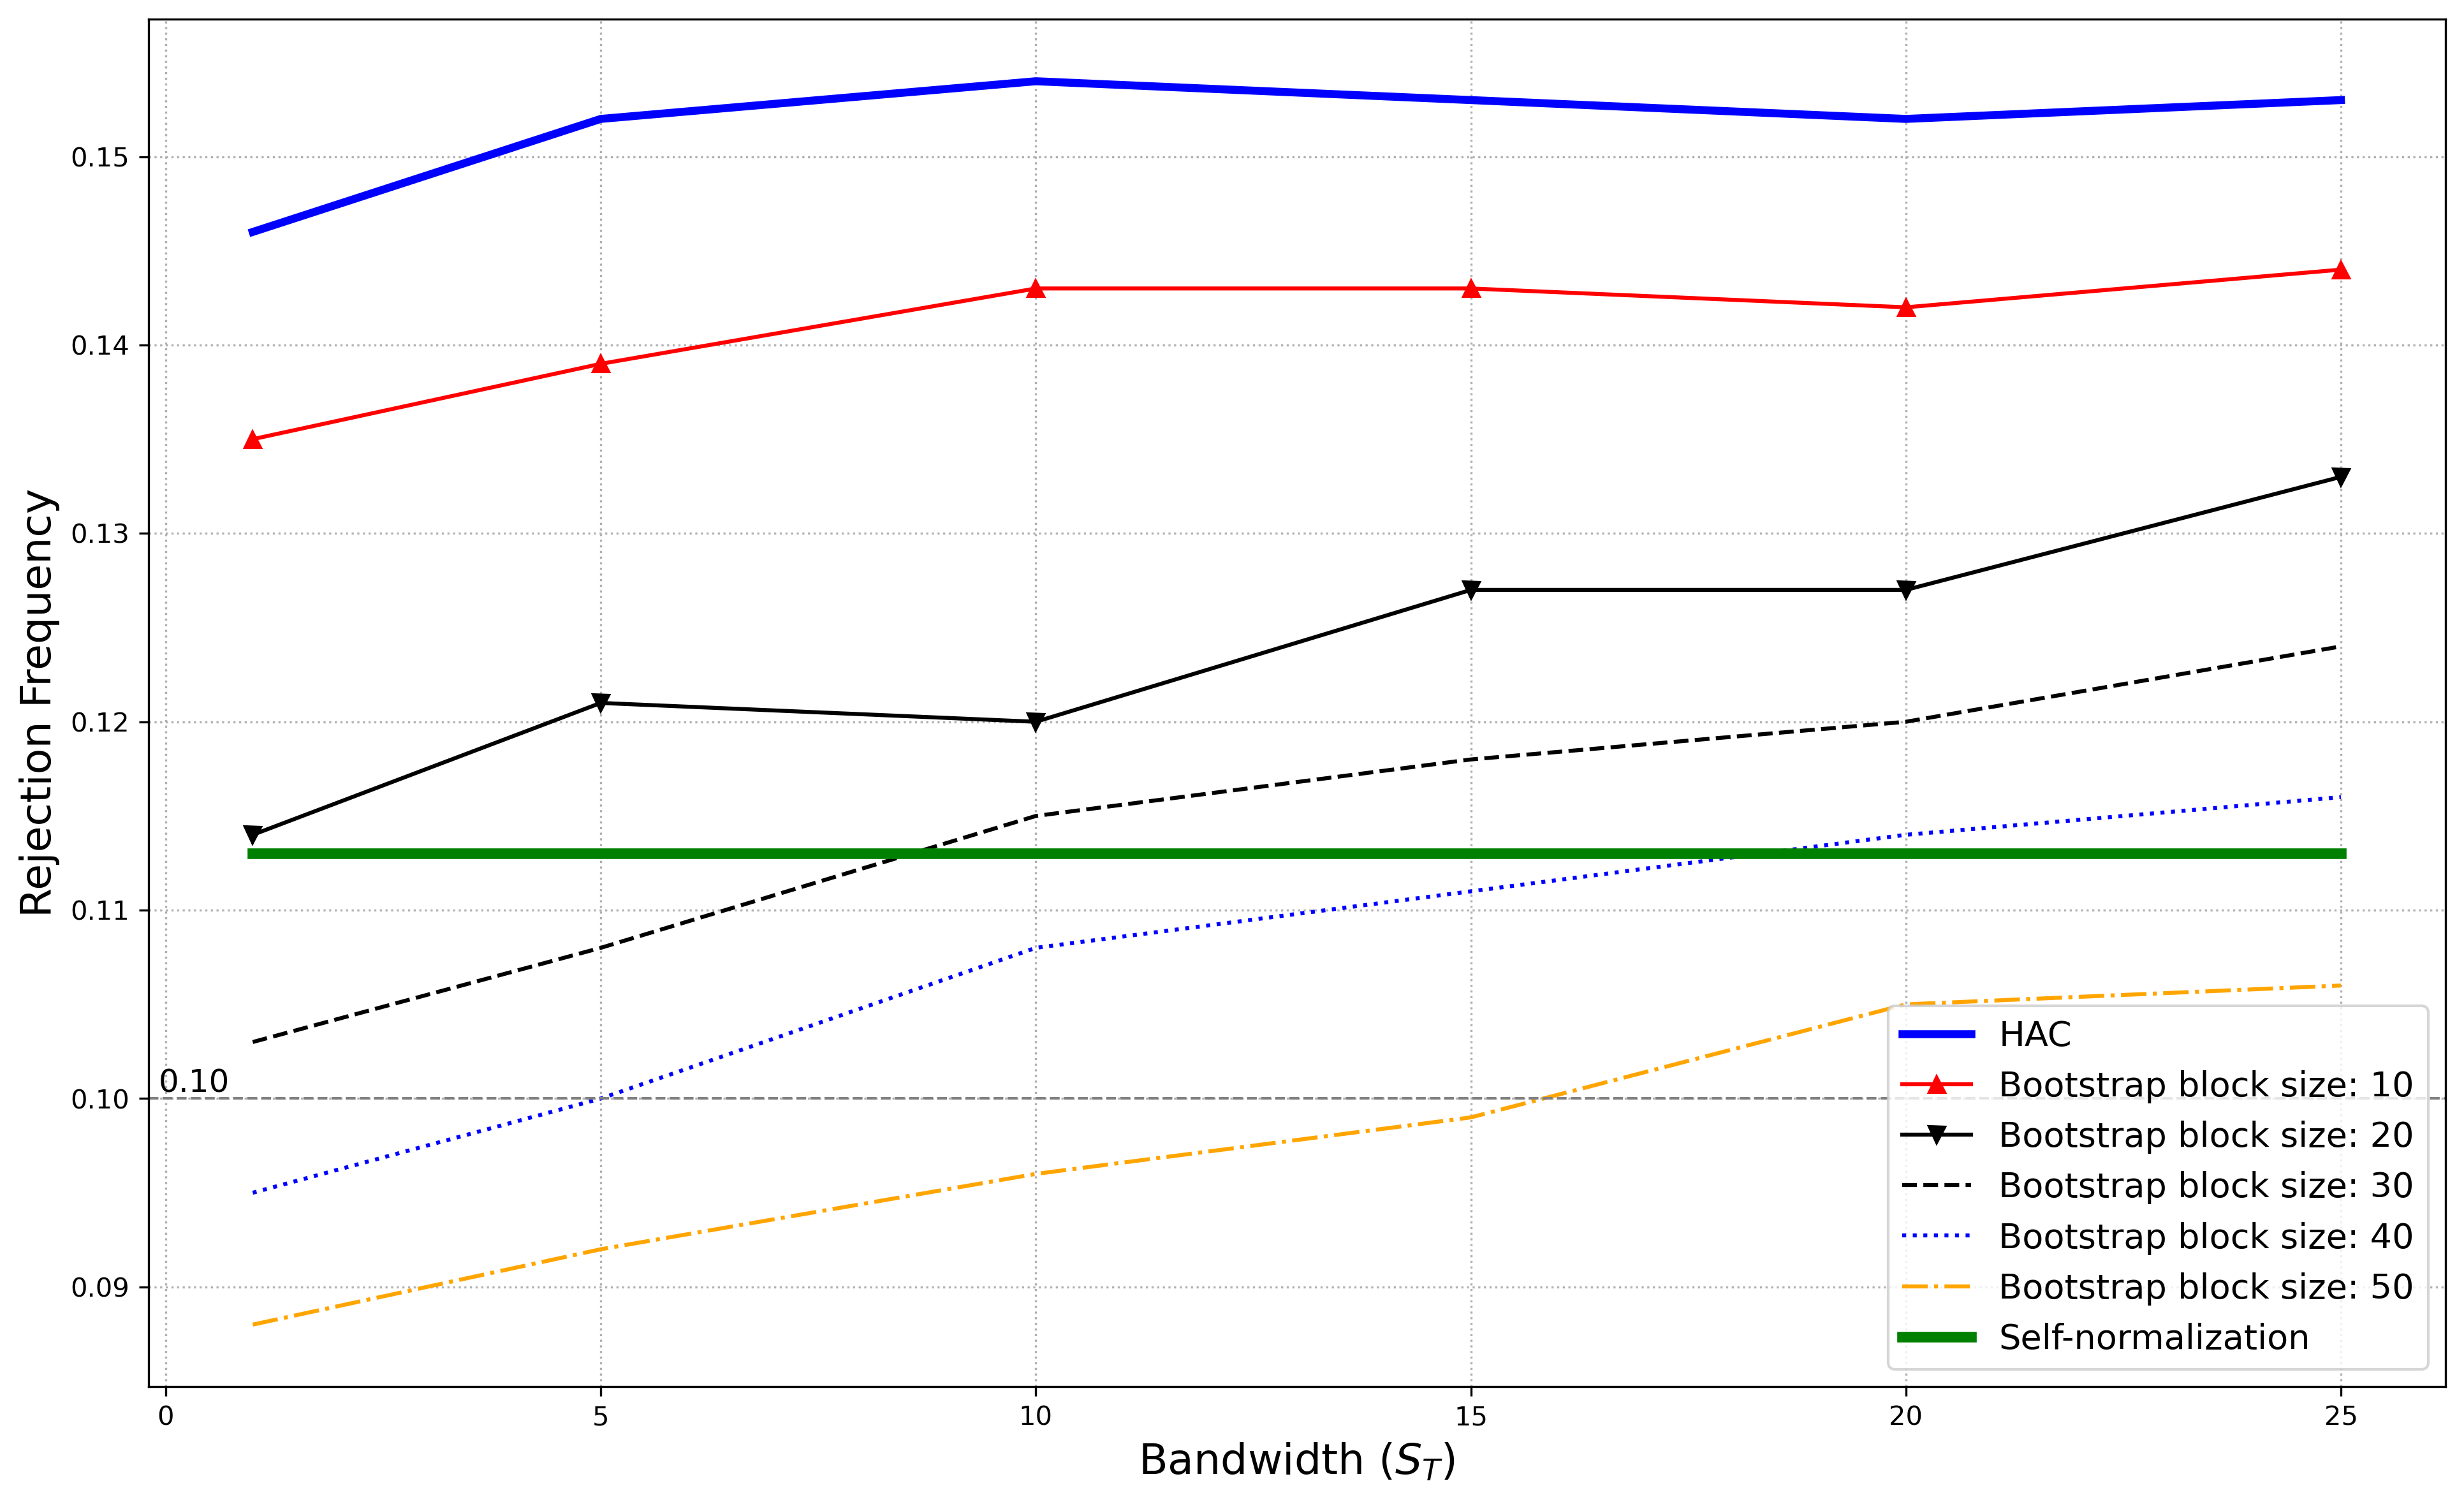 Rejection Frequency
0.15
0.14
0.13
0.12
0.11
0.10
0.09
0.10
0
5
10
15
20
25
Bandwidth (S_T)
HAC
Bootstrap block size: 10
Bootstrap block size: 20
Bootstrap block size: 30
Bootstrap block size: 40
Bootstrap block size: 50
Self-normalization